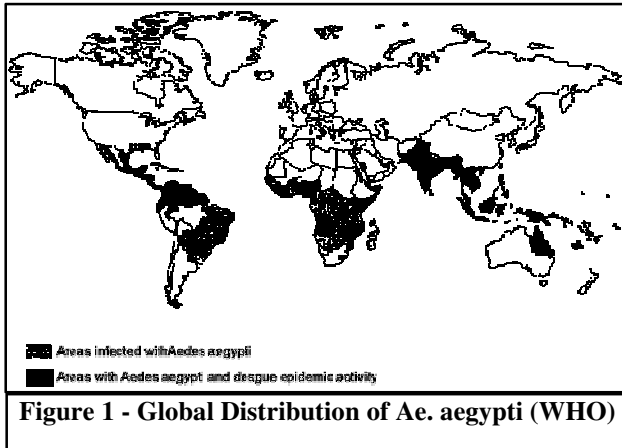 Areas infected withAedes aegypti
Areas with Aedes aegypt and desgue epidemic activity
Figure 1 - Global Distribution of Ae. aegypti (WHO)